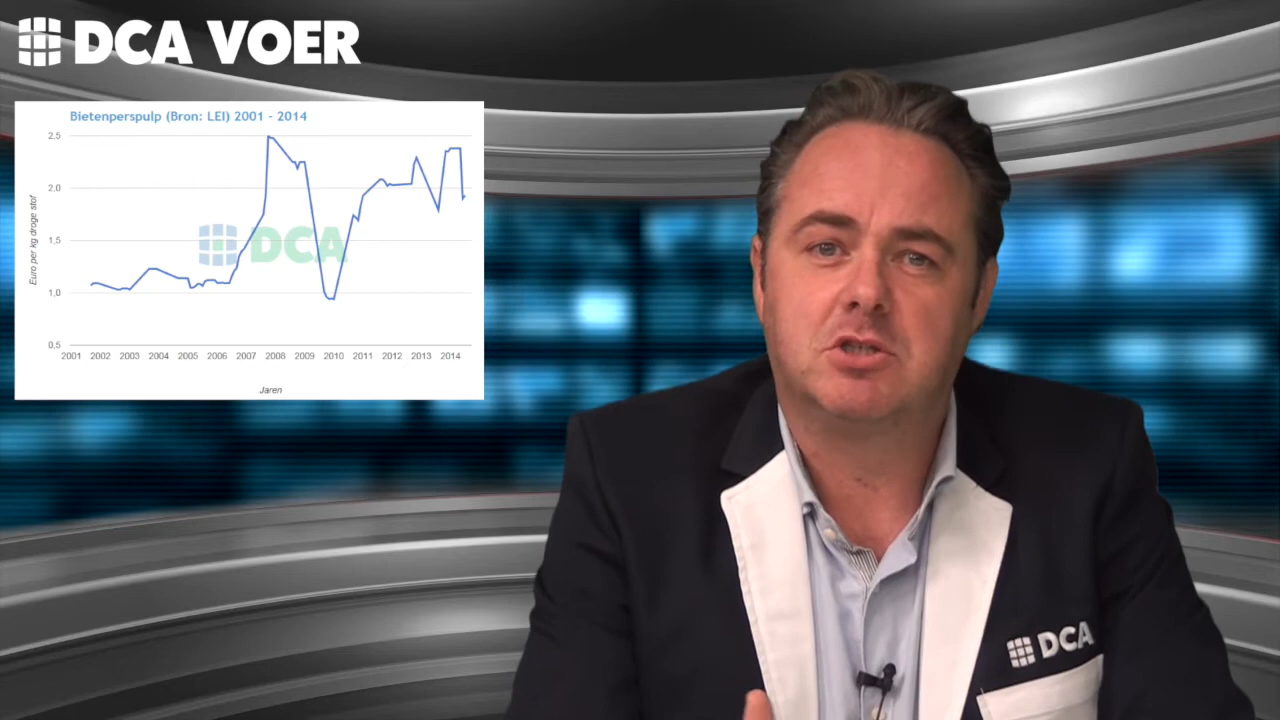 DCA VOER
Bietenperspulp (Bron: LEI) 2001 - 2014
2,5
2,0
1,5
1,0
0,5
Euro per kg droge stof
DCA
2001 2002 2003 2004 2005 2006 2007 2008 2009 2010 2011 2012 2013 2014
Jaren
DCA